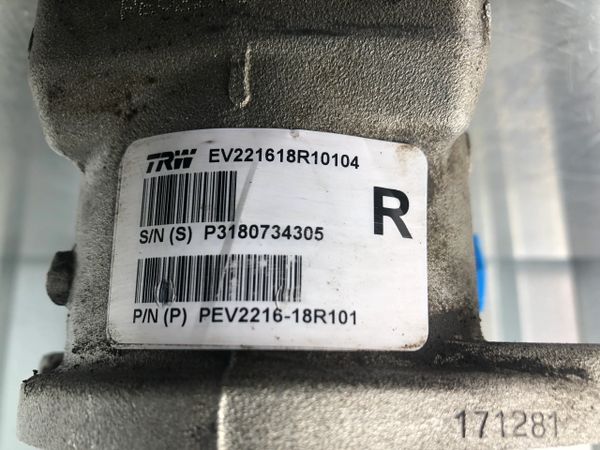 TRW EV221618R10104
R
S/N (S) P3180734305
P/N (P) PEV2216-18R101
171281